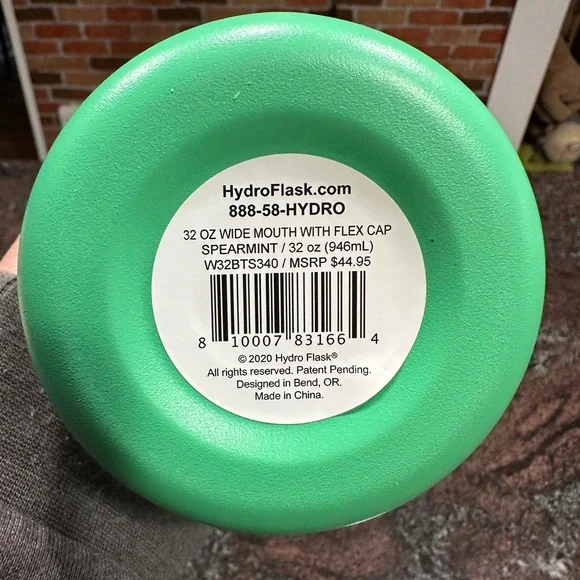 HydroFlask.com
888-58-HYDRO
32 OZ WIDE MOUTH WITH FLEX CAP
SPEARMINT / 32 oz (946mL)
W32BTS340 / MSRP $44.95
8 10007 83166 4
© 2020 Hydro Flask®
All rights reserved. Patent Pending.
Designed in Bend, OR.
Made in China.